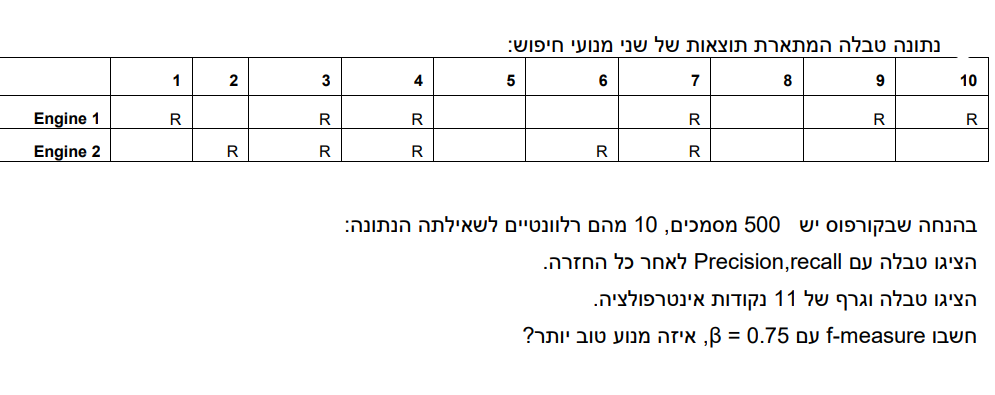 נתונה טבלה המתארת תוצאות של שני מנועי חיפוש:
1 2 3 4 5 6 7 8 9 10
Engine 1 R R R R R R
Engine 2 R R R R R
בהנחה שבקורפוס יש 500 מסמכים, 10 מהם רלוונטיים לשאילתה הנתונה:
הציגו טבלה עם Precision,recall לאחר כל החזרה.
הציגו טבלה וגרף של 11 נקודות אינטרפולציה.
חשבו f-measure עם β = 0.75, איזה מנוע טוב יותר?